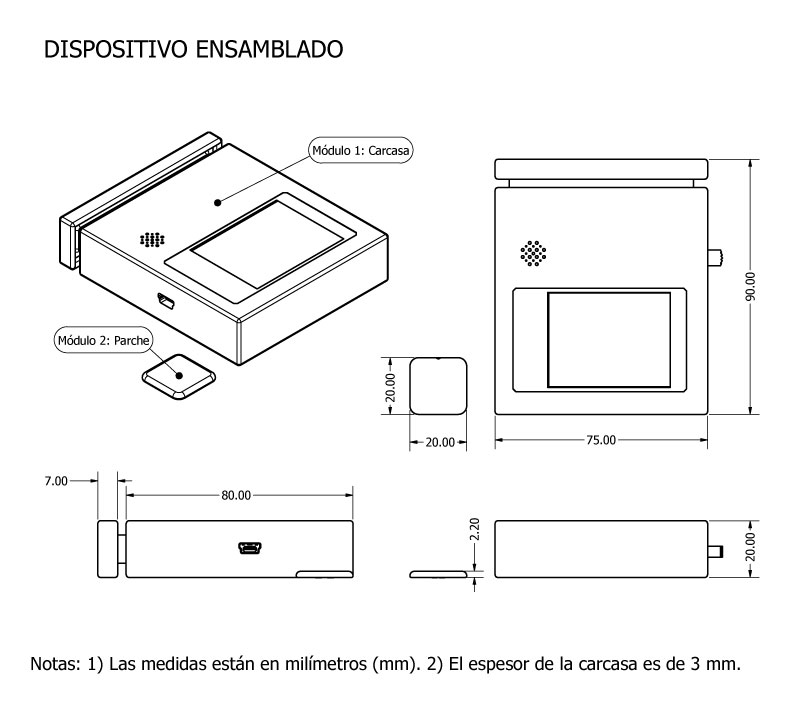 DISPOSITIVO ENSAMBLADO
Módulo 1: Carcasa
Módulo 2: Parche
90.00
20.00
20.00
75.00
7.00
80.00
2.20
20.00
Notas: 1) Las medidas están en milímetros (mm). 2) El espesor de la carcasa es de 3 mm.